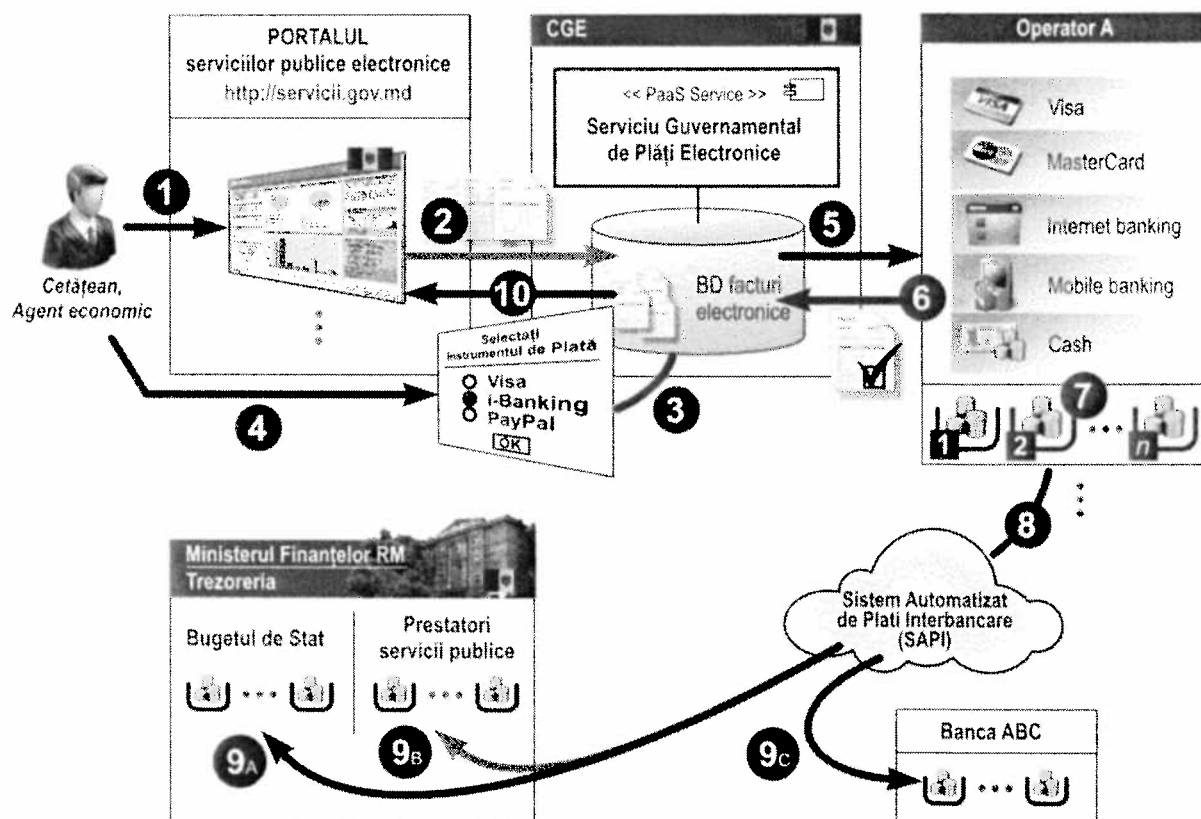 PORTALUL
serviciilor publice electronice
http://servicii.gov.md
CGE
<< PaaS Service >>
Serviciu Guvernamental
de Plăți Electronice
Operator A
Visa
MasterCard
Internet banking
Mobile banking
Cash
1
2
5
10
6
BD facturi
electronice
Cetățean,
Agent economic
Selectați
Instrumentul de Plată
Visa
i-Banking
PayPal
OK
3
4
7
1
2
n
8
Ministerul Finanțelor RM
Trezoreria
Bugetul de Stat
Prestatori
servicii publice
Sistem Automatizat
de Plati Interbancare
(SAPI)
9A
9B
9C
Banca ABC